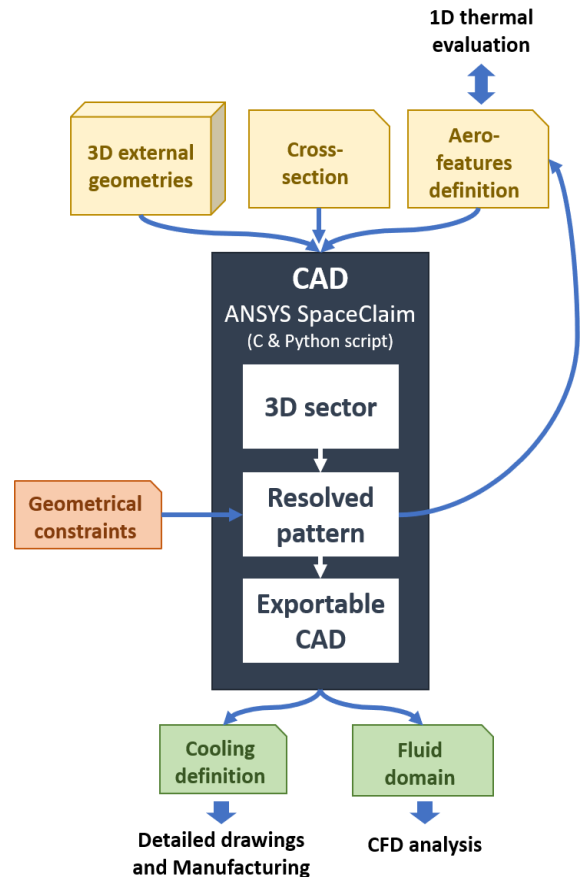 1D thermal
evaluation
3D external
geometries
Cross-
section
Aero-
features
definition
CAD
ANSYS SpaceClaim
(C & Python script)
3D sector
Geometrical
constraints
Resolved
pattern
Exportable
CAD
Cooling
definition
Fluid
domain
Detailed drawings
and Manufacturing
CFD analysis